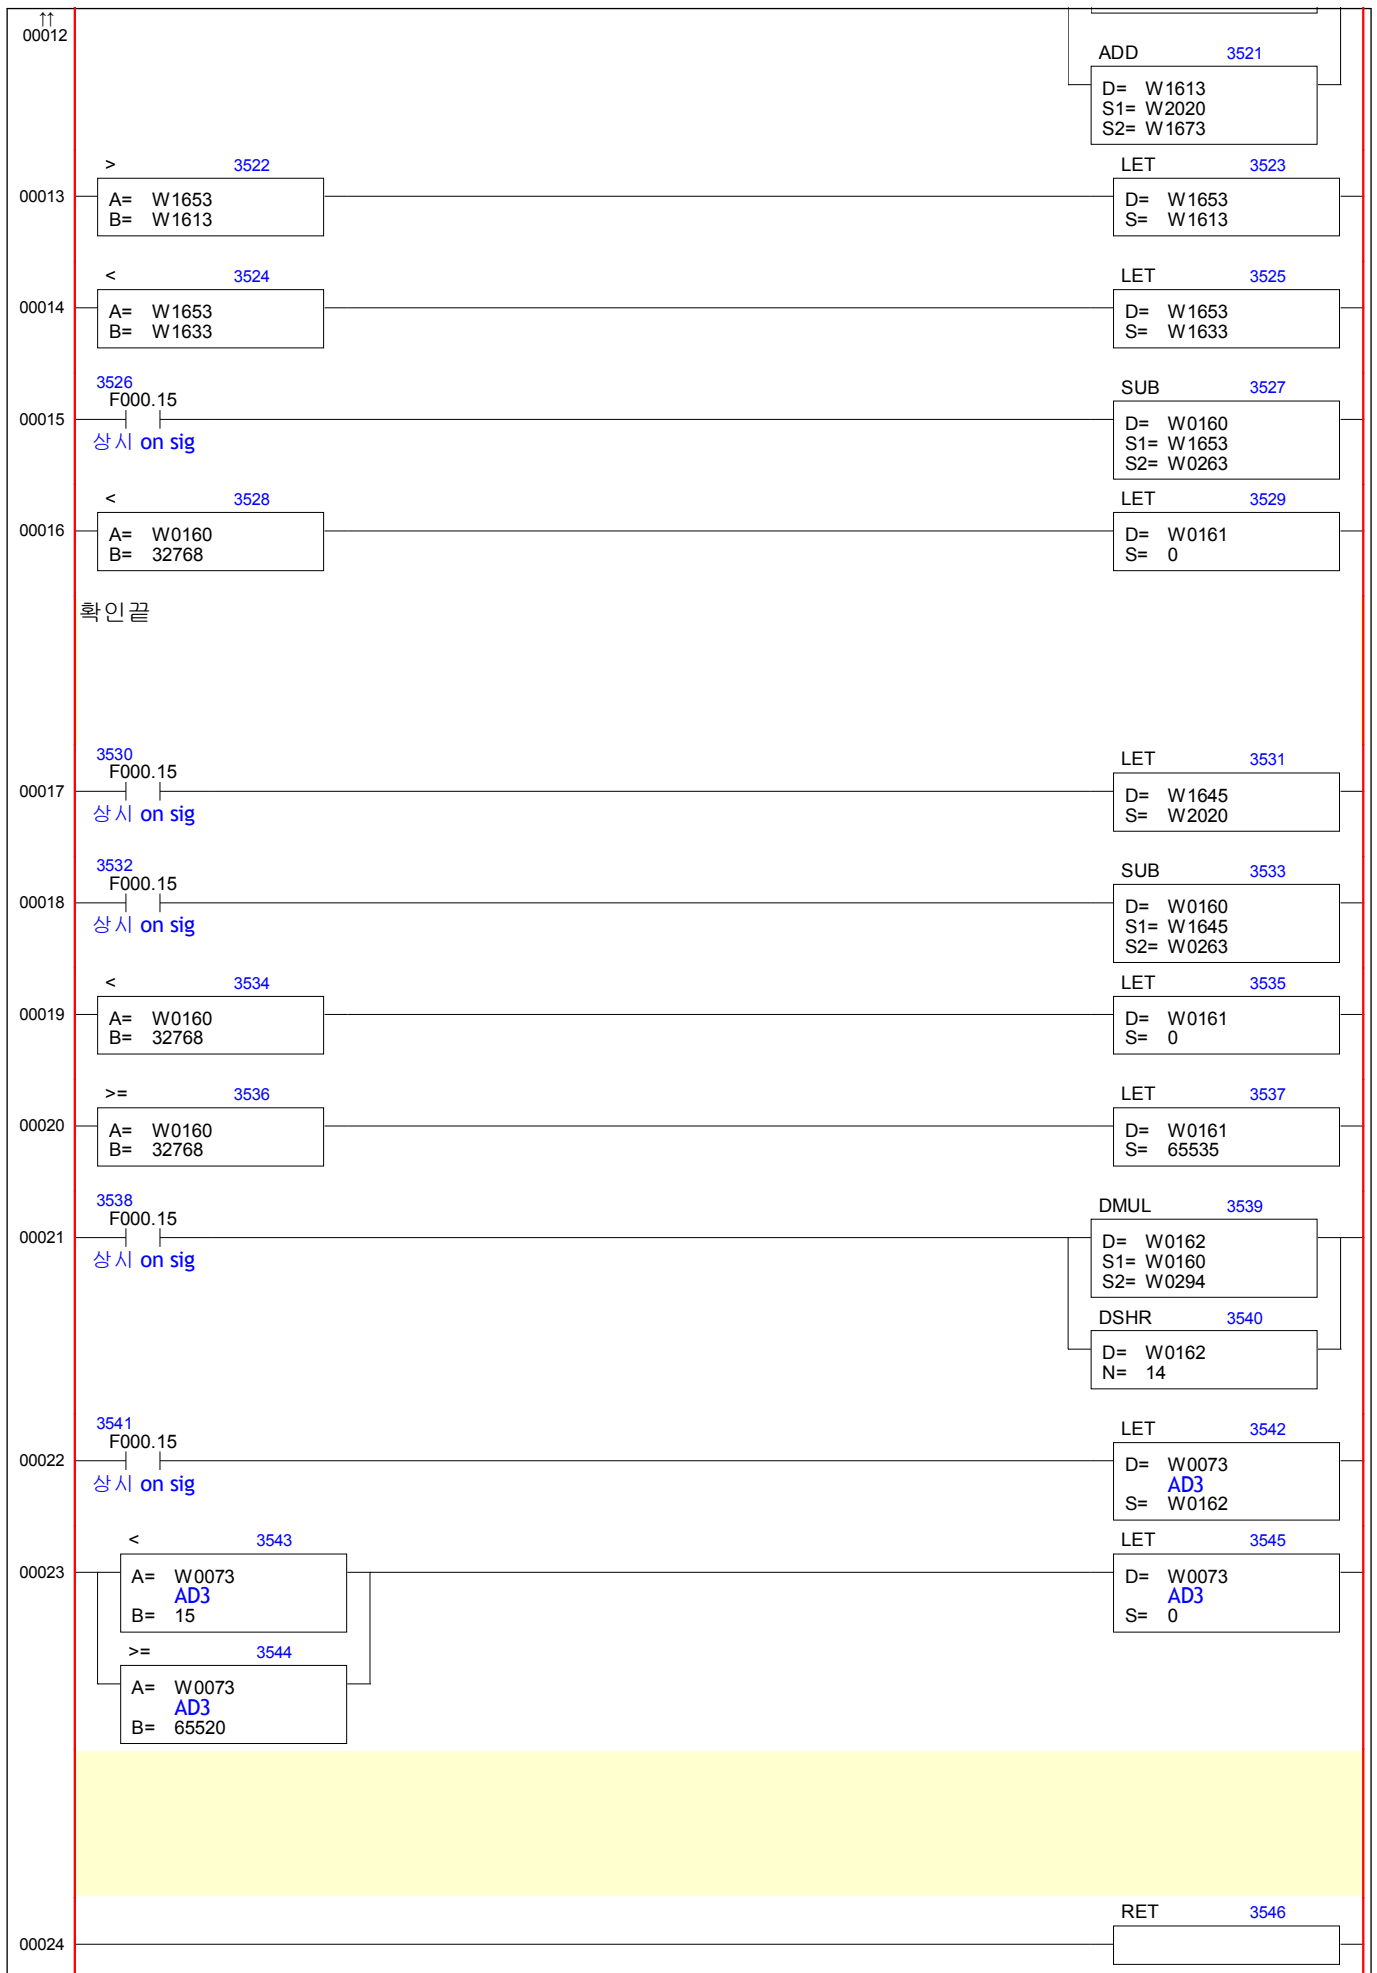 ↑↑
00012
ADD 3521
D= W1613
S1= W2020
S2= W1673
> 3522
LET 3523
00013
A= W1653
B= W1613
D= W1653
S= W1613
< 3524
LET 3525
00014
A= W1653
B= W1633
D= W1653
S= W1633
3526
F000.15
SUB 3527
00015
상시 on sig
D= W0160
S1= W1653
S2= W0263
< 3528
LET 3529
00016
A= W0160
B= 32768
D= W0161
S= 0
확인끝
3530
F000.15
LET 3531
00017
상시 on sig
D= W1645
S= W2020
3532
F000.15
SUB 3533
00018
상시 on sig
D= W0160
S1= W1645
S2= W0263
< 3534
LET 3535
00019
A= W0160
B= 32768
D= W0161
S= 0
>= 3536
LET 3537
00020
A= W0160
B= 32768
D= W0161
S= 65535
3538
F000.15
DMUL 3539
00021
상시 on sig
D= W0162
S1= W0160
S2= W0294
DSHR 3540
D= W0162
N= 14
3541
F000.15
LET 3542
00022
상시 on sig
D= W0073
AD3
S= W0162
< 3543
LET 3545
00023
A= W0073
AD3
B= 15
D= W0073
AD3
S= 0
>= 3544
A= W0073
AD3
B= 65520
RET 3546
00024